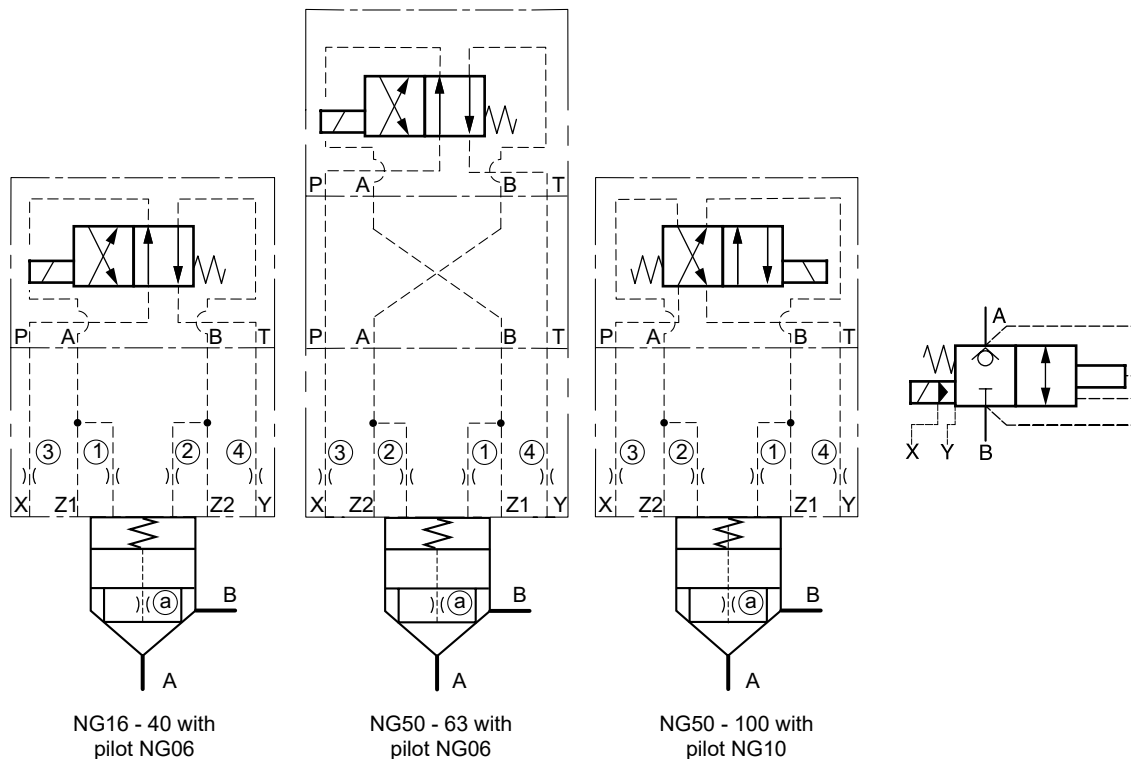 P A B T
P A B T
P A B T
A B
P A B T
A
③ ① ② ④
③ ② ① ④
③ ② ① ④
X Y B
X Z1 Z2 Y
X Z2 Z1 Y
X Z2 Z1 Y
ⓐ B
ⓐ B
ⓐ B
A
A
A
NG16 - 40 with
pilot NG06
NG50 - 63 with
pilot NG06
NG50 - 100 with
pilot NG10